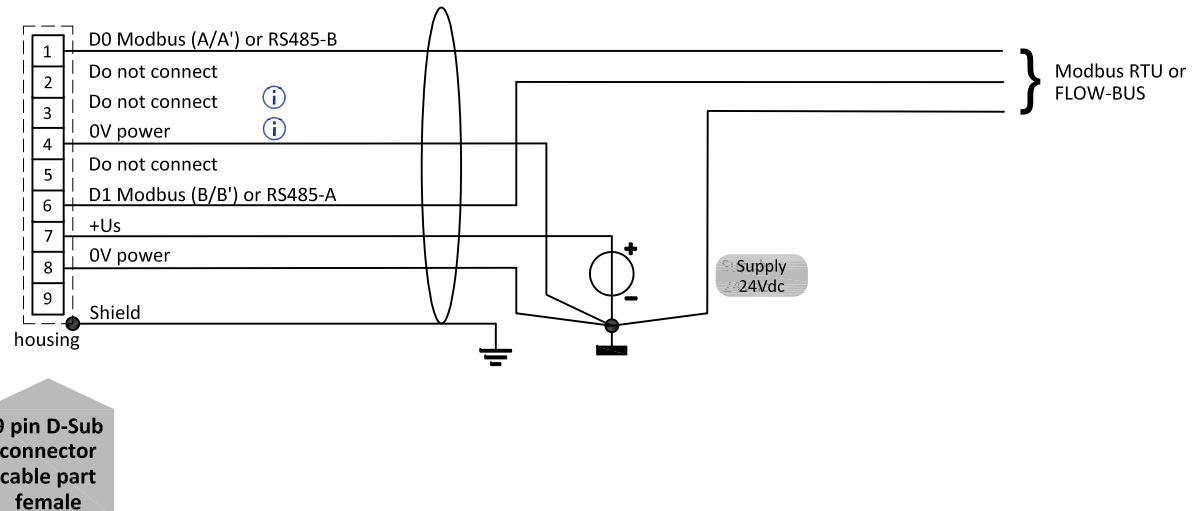 1
D0 Modbus (A/A') or RS485-B
2
Do not connect
3
Do not connect
i
4
0V power
i
5
Do not connect
6
D1 Modbus (B/B') or RS485-A
7
+Us
8
0V power
9
Shield
housing
Modbus RTU or
FLOW-BUS
+
-
Supply
24Vdc
9 pin D-Sub
connector
cable part
female